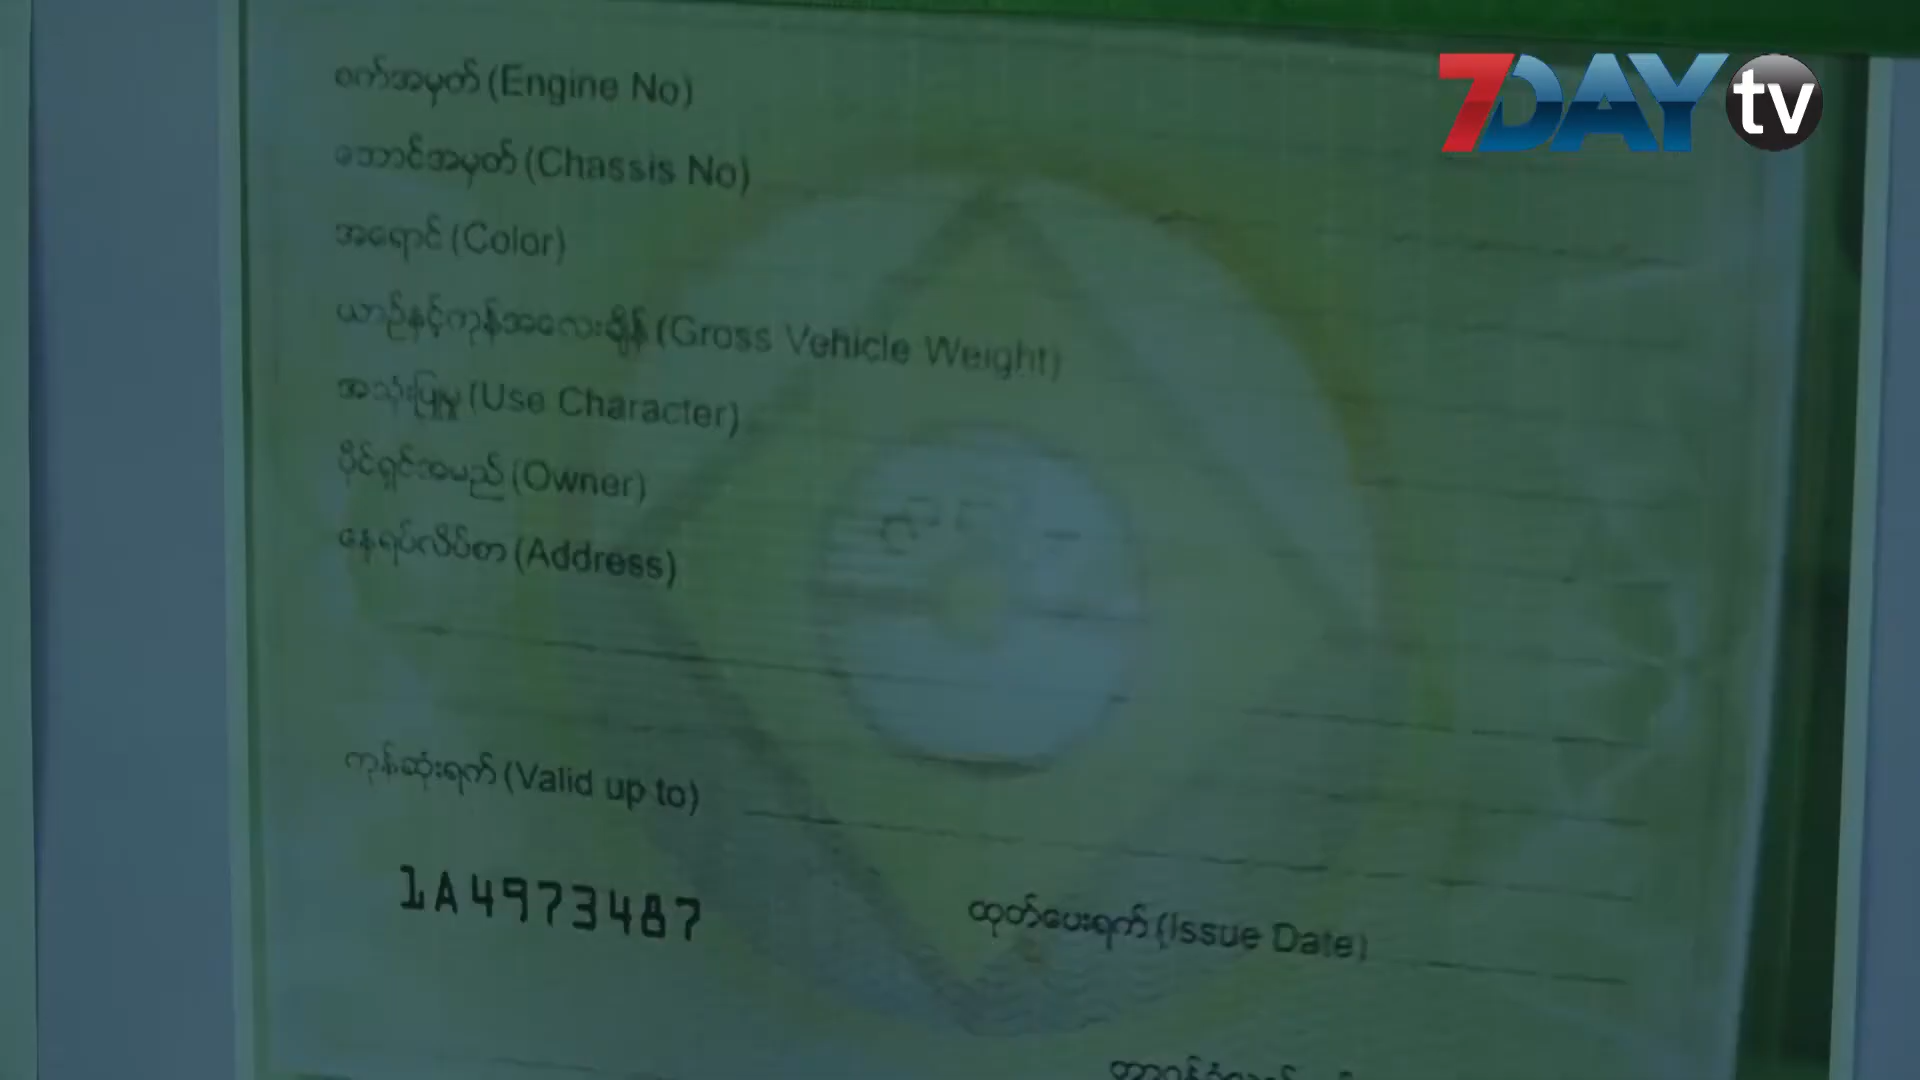 7DAY tv
စက်အမှတ် (Engine No)
ဘောင်အမှတ် (Chassis No)
အရောင် (Color)
ယာဉ်နှင့်ကုန်အလေးချိန် (Gross Vehicle Weight)
အသုံးပြုမှု (Use Character)
ပိုင်ရှင်အမည် (Owner)
နေရပ်လိပ်စာ (Address)
ကုန်ဆုံးရက် (Valid up to)
1A4973487
ထုတ်ပေးရက် (Issue Date)